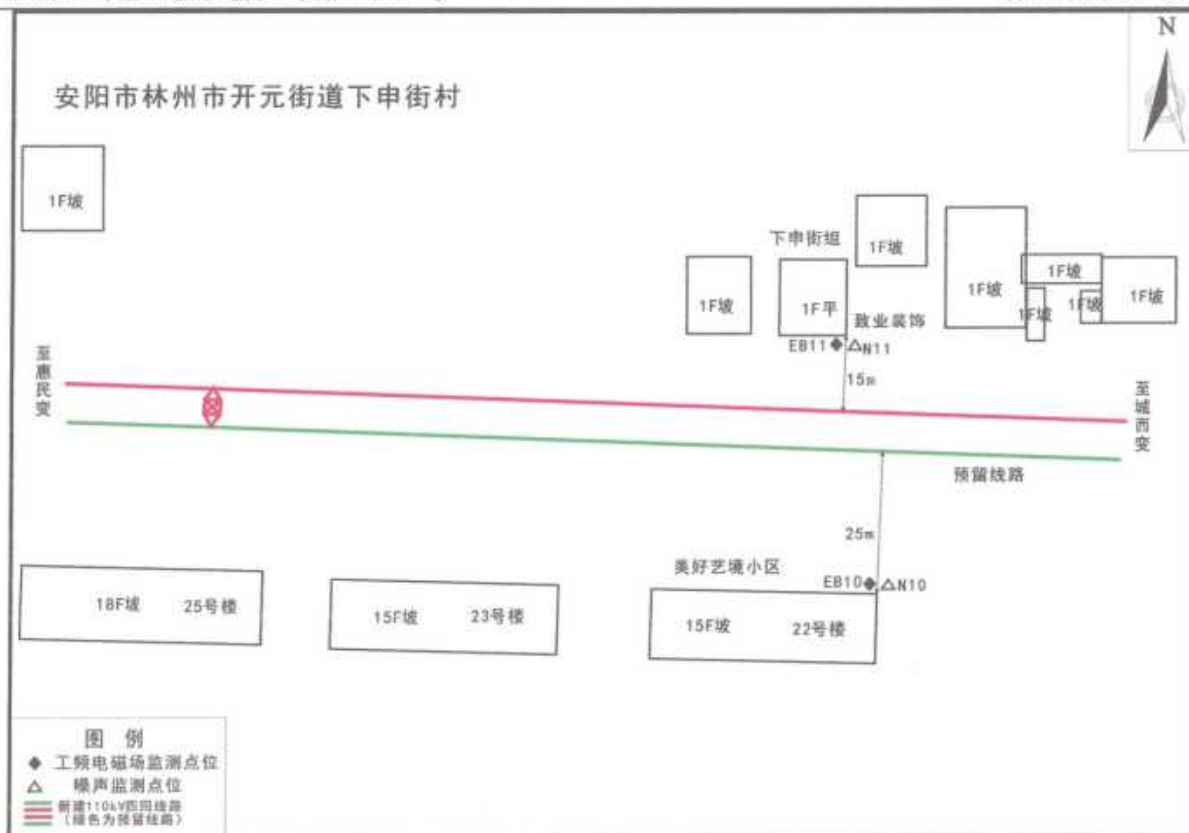 N
安阳市林州市开元街道下申街村
1F坡
下申街组
1F坡
1F坡
1F平
1F坡
1F坡
1F坡
1F坡
1F坡
致业装饰
EB11
N11
15m
至惠民变
至城西变
预留线路
25m
美好艺境小区
EB10
N10
18F坡
25号楼
15F坡
23号楼
15F坡
22号楼
图 例
工频电磁场监测点位
噪声监测点位
新建110kV四回线路
(绿色为预留线路)